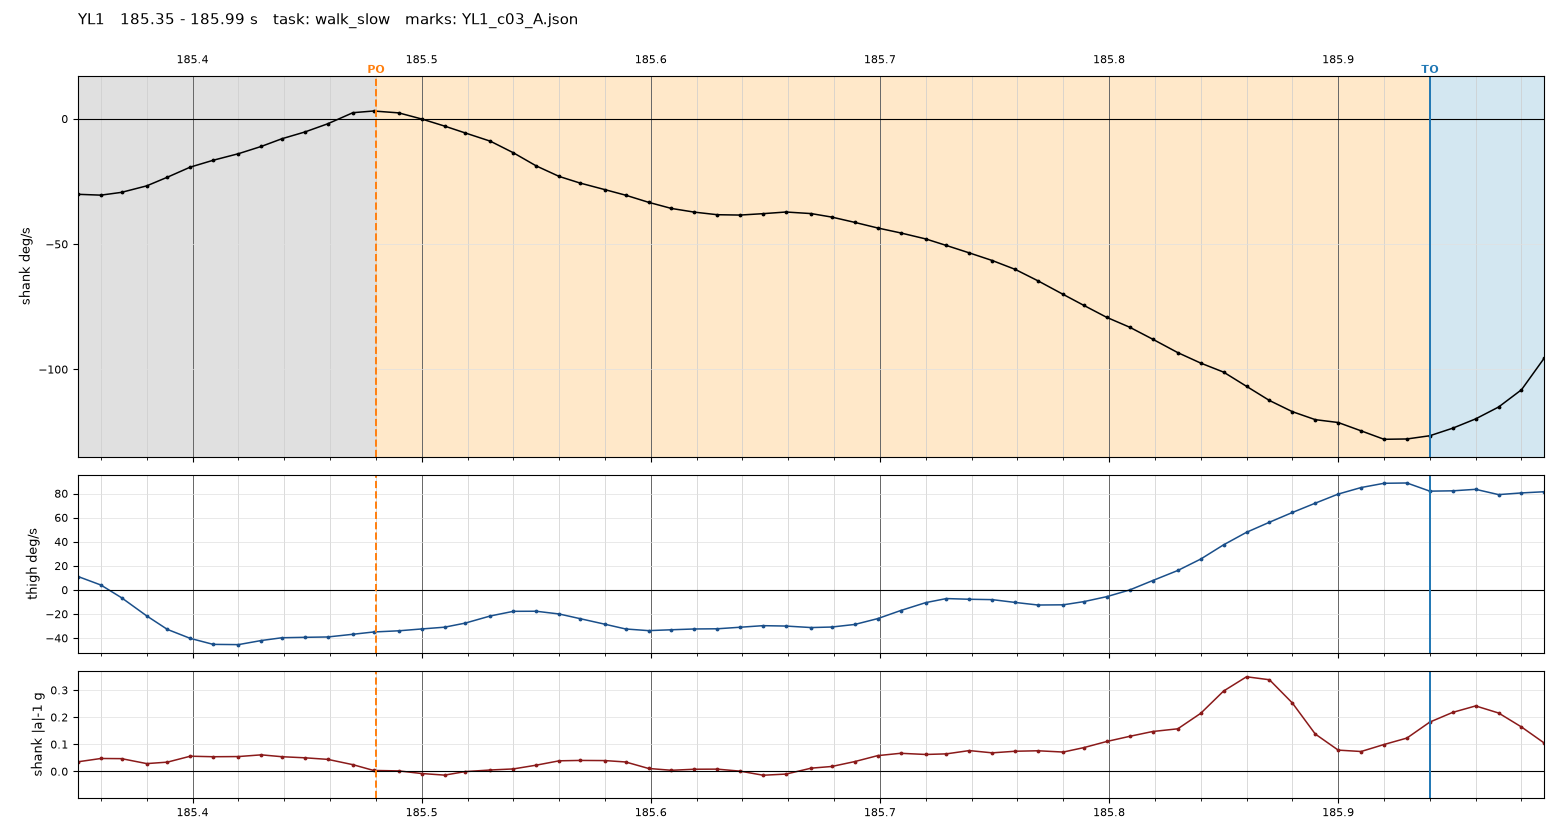 YL1   185.35 - 185.99 s   task: walk_slow   marks: YL1_c03_A.json
185.4 185.5 185.6 185.7 185.8 185.9
PO TO
shank deg/s
0
−50
−100
thigh deg/s
80
60
40
20
0
−20
−40
shank |a|-1 g
0.3
0.2
0.1
0.0
185.4 185.5 185.6 185.7 185.8 185.9